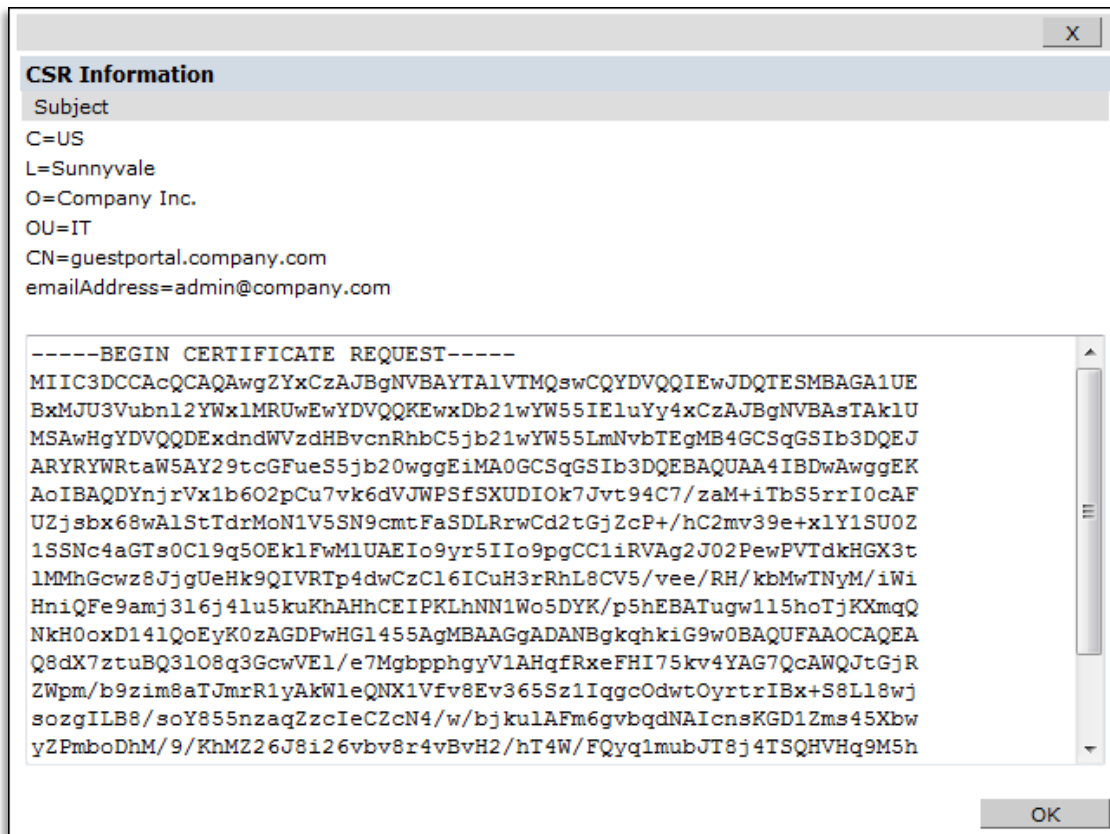 X
CSR Information
Subject
C=US
L=Sunnyvale
O=Company Inc.
OU=IT
CN=guestportal.company.com
emailAddress=admin@company.com
-----BEGIN CERTIFICATE REQUEST-----
MIIC3DCCAcQCAQAwgZYxCzAJBgNVBAYTAlVTMQswCQYDVQQIEwJDQTESMBAGA1UE
BxMJU3Vubnl2YWxlMRUwEwYDVQQKEwxDb21wYW55IEluYy4xCzAJBgNVBAsTAklU
MSAwHgYDVQQDExdndWVzdHBvcnRhbC5jb21wYW55LmNvbTEgMB4GCSqGSIb3DQEJ
ARYRYWRtaW5AY29tcGFueS5jb20wggEiMA0GCSqGSIb3DQEBAQUAA4IBDwAwggEK
AoIBAQDYnjrVx1b6O2pCu7vk6dVJWPSfSXUDIOk7Jvt94C7/zaM+iTbS5rrI0cAF
UZjsbx68wAlStTdrMoN1V5SN9cmtFaSDLRrwCd2tGjZcP+/hC2mv39e+xlY1SU0Z
1SSNc4aGTs0Cl9q5OEklFwMlUAEIo9yr5IIo9pgCC1iRVAg2J02PewPVTdkHGX3t
lMMhGcwz8JjgUeHk9QIVRTp4dwCzCl6ICuH3rRhL8CV5/vee/RH/kbMwTNyM/iWi
HniQFe9amj3l6j4lu5kuKhAHhCEIPKLhNN1Wo5DYK/p5hEBATugw1l5hoTjKXmqQ
NkH0oxD14lQoEyK0zAGDPwHGl455AgMBAAGgADANBgkqhkiG9w0BAQUFAAOCAQEA
Q8dX7ztuBQ3lO8q3GcwVEl/e7MgbpphgyV1AHqfRxeFHI75kv4YAG7QcAWQJtGjR
ZWpm/b9zim8aTJmrR1yAkWleQNX1Vfv8Ev365Sz1IqgcOdwtOyrtrIBx+S8Ll8wj
sozgILB8/soY855nzaqZzcIeCZcN4/w/bjkulAFm6gvbqdNAIcnsKGD1Zms45Xbw
yZPmboDhM/9/KhMZ26J8i26vbv8r4vBvH2/hT4W/FQyq1mubJT8j4TSQHVHq9M5h
OK